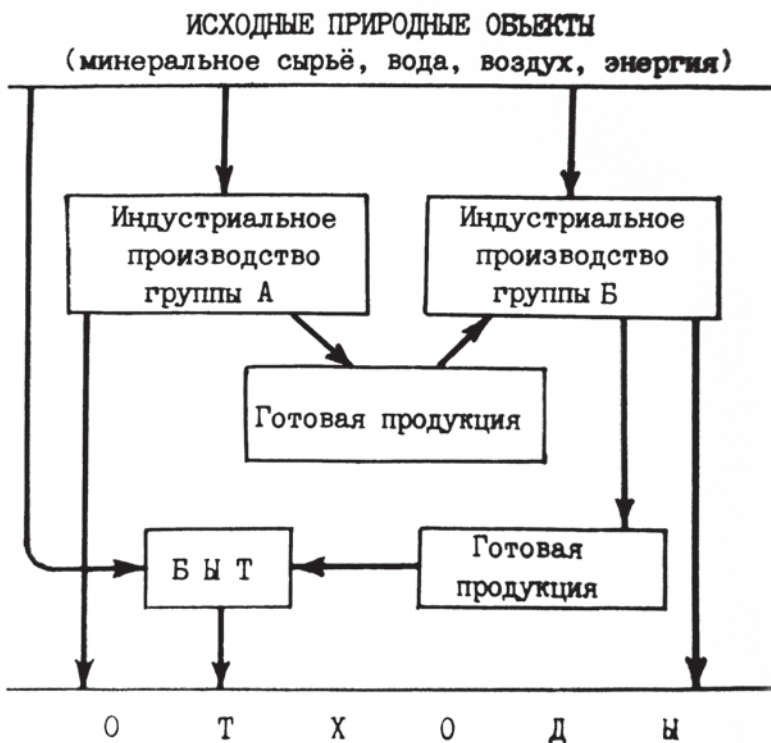 ИСХОДНЫЕ ПРИРОДНЫЕ ОБЪЕКТЫ
(минеральное сырьё, вода, воздух, энергия)
Индустриальное
производство
группы А
Индустриальное
производство
группы Б
Готовая продукция
Б Ы Т
Готовая
продукция
О Т Х О Д Ы